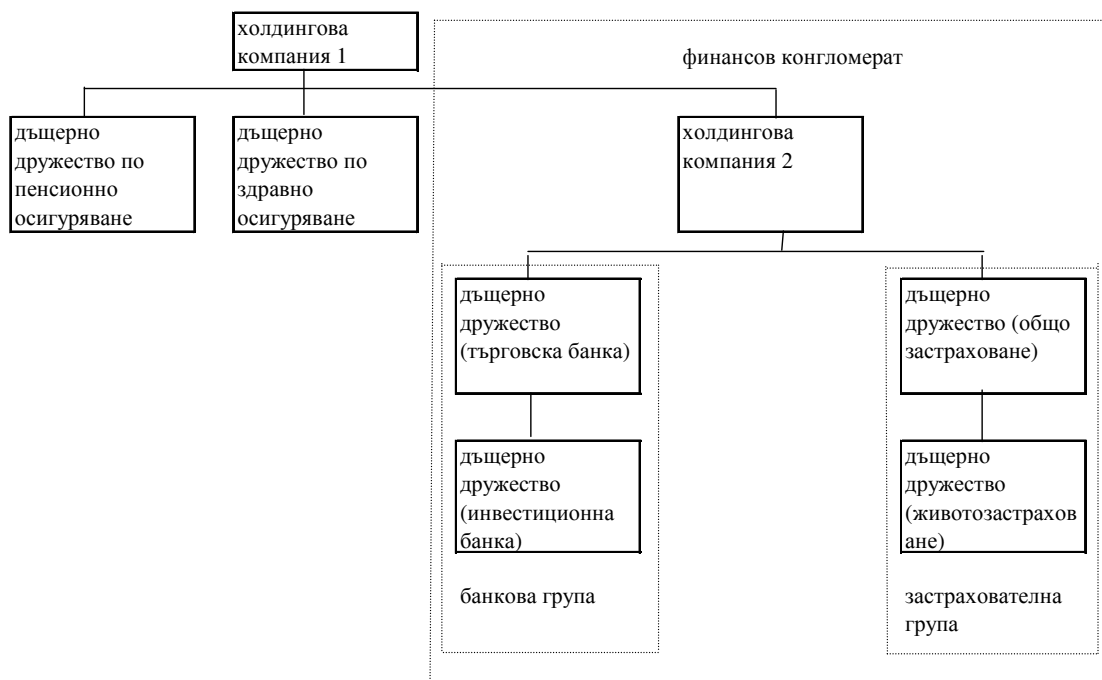 холдингова
компания 1
финансов конгломерат
дъщерно
дружество по
пенсионно
осигуряване
дъщерно
дружество по
здравно
осигуряване
холдингова
компания 2
дъщерно
дружество
(търговска банка)
дъщерно
дружество (общо
застраховане)
дъщерно
дружество
(инвестиционна
банка)
дъщерно
дружество
(животозастрахов
ане)
банкова група
застрахователна
група